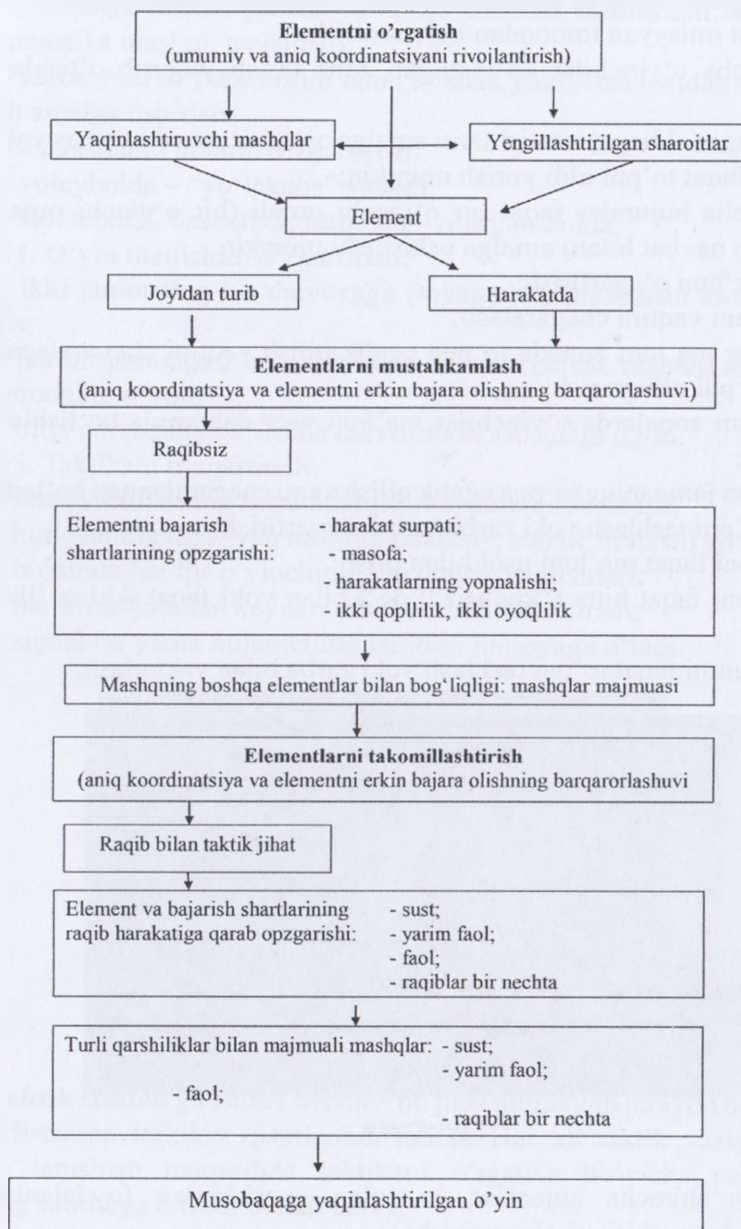 Elementni o’rgatish
(umumiy va aniq koordinatsiyani rivojlantirish)
Yaqinlashtiruvchi mashqlar
Yengillashtirilgan sharoitlar
Element
Joyidan turib
Harakatda
Elementlarni mustahkamlash
(aniq koordinatsiya va elementni erkin bajara olishning barqarorlashuvi)
Raqibsiz
Elementni bajarish - harakat surpati;
shartlarining opzgarishi: - masofa;
- harakatlarning yopnalishi;
- ikki qopllilik, ikki oyoqlilik
Mashqning boshqa elementlar bilan bog‘liqligi: mashqlar majmuasi
Elementlarni takomillashtirish
(aniq koordinatsiya va elementni erkin bajara olishning barqarorlashuvi
Raqib bilan taktik jihat
Element va bajarish shartlarining - sust;
raqib harakatiga qarab opzgarishi: - yarim faol;
- faol;
- raqiblar bir nechta
Turli qarshiliklar bilan majmuali mashqlar: - sust;
- yarim faol;
- faol;
- raqiblar bir nechta
Musobaqaga yaqinlashtirilgan o’yin